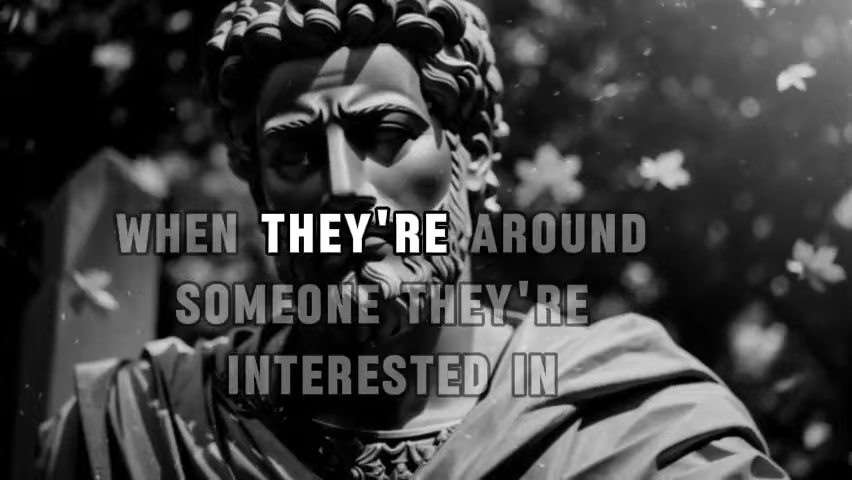 WHEN THEY'RE AROUND
SOMEONE THEY'RE
INTERESTED IN